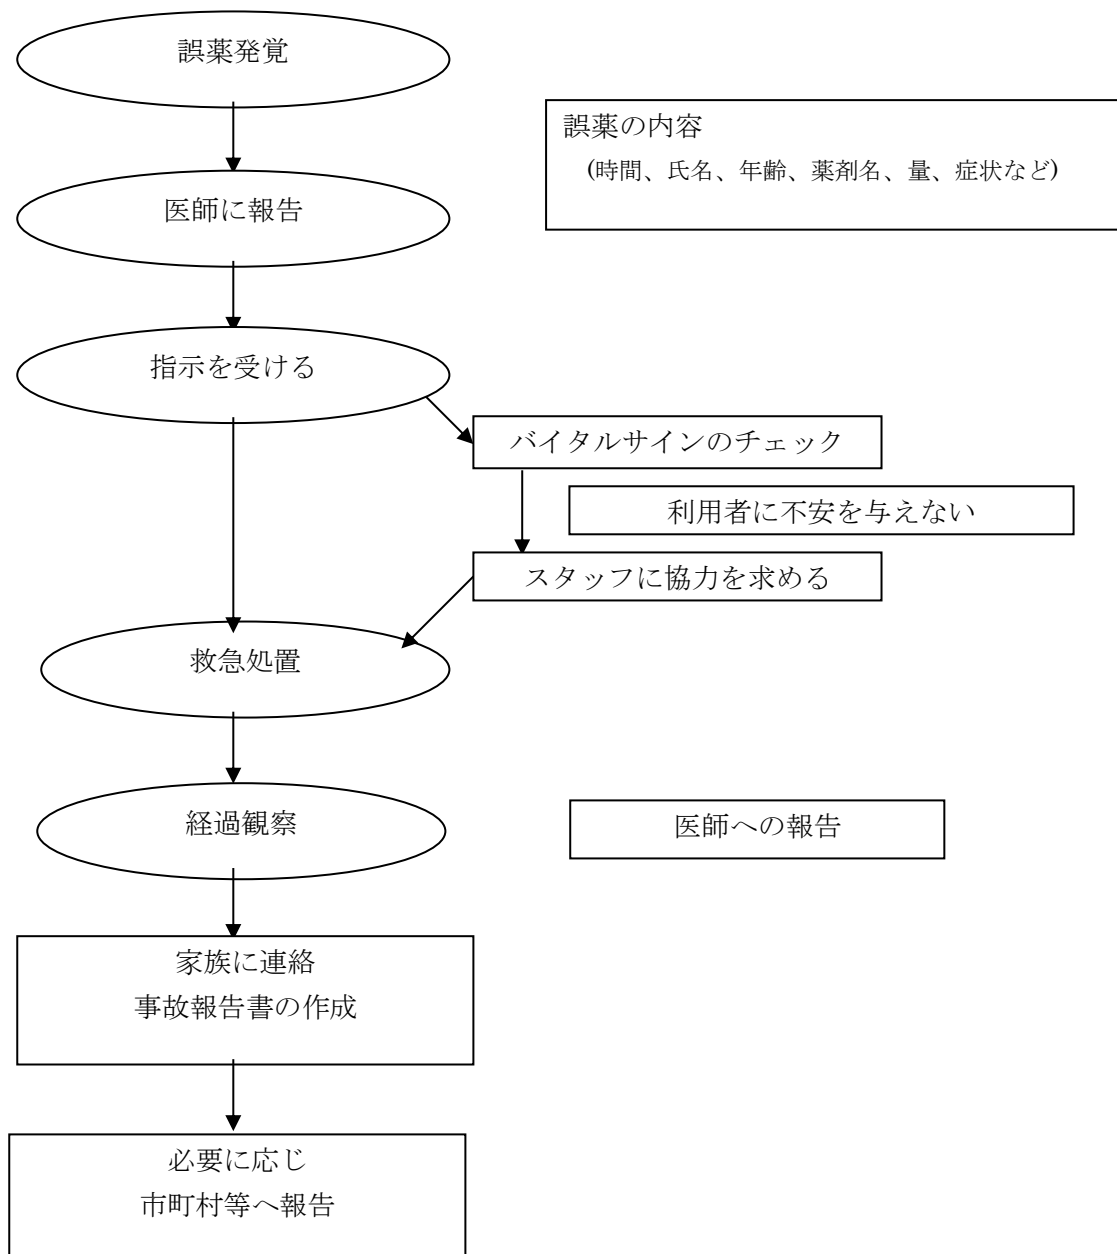 誤薬発覚
誤薬の内容
(時間、氏名、年齢、薬剤名、量、症状など)
医師に報告
指示を受ける
バイタルサインのチェック
利用者に不安を与えない
スタッフに協力を求める
救急処置
経過観察
医師への報告
家族に連絡
事故報告書の作成
必要に応じ
市町村等へ報告